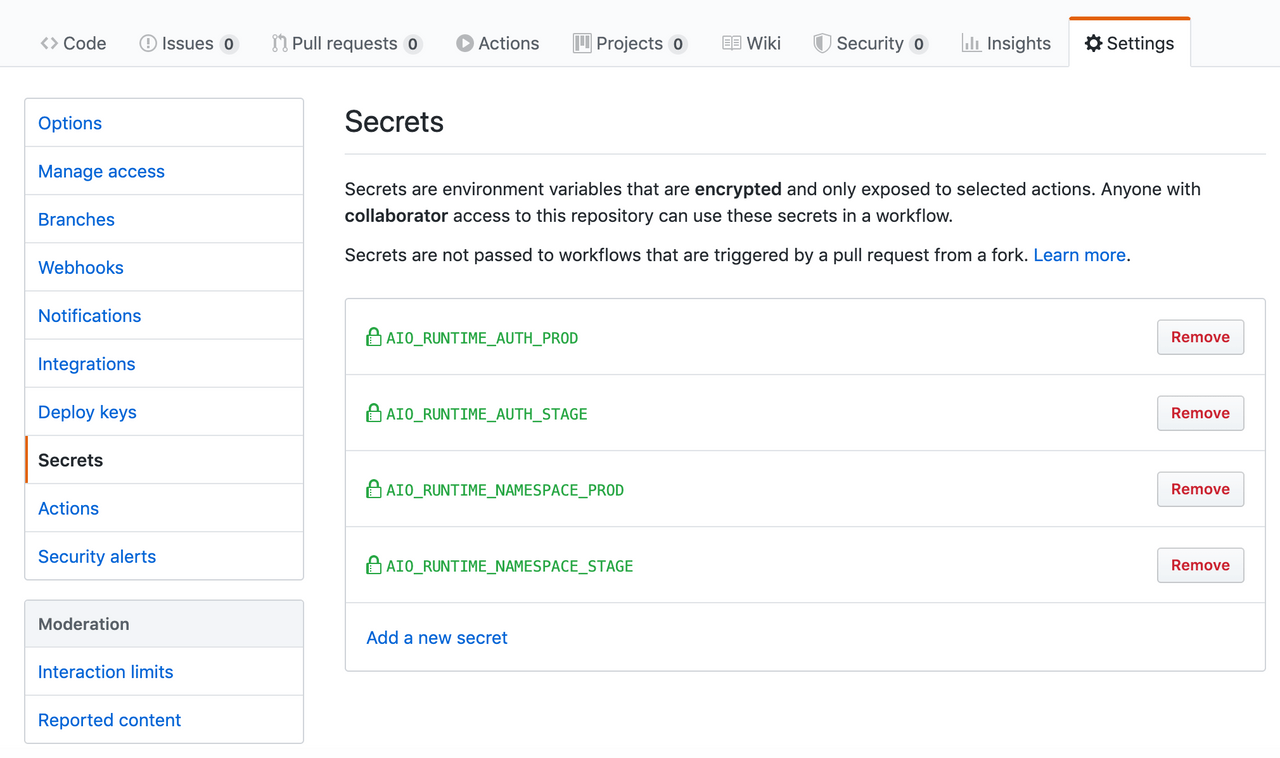 Code Issues 0 Pull requests 0 Actions Projects 0 Wiki Security 0 Insights Settings
Options
Manage access
Branches
Webhooks
Notifications
Integrations
Deploy keys
Secrets
Actions
Security alerts
Moderation
Interaction limits
Reported content
Secrets
Secrets are environment variables that are encrypted and only exposed to selected actions. Anyone with
collaborator access to this repository can use these secrets in a workflow.
Secrets are not passed to workflows that are triggered by a pull request from a fork. Learn more.
AIO_RUNTIME_AUTH_PROD Remove
AIO_RUNTIME_AUTH_STAGE Remove
AIO_RUNTIME_NAMESPACE_PROD Remove
AIO_RUNTIME_NAMESPACE_STAGE Remove
Add a new secret